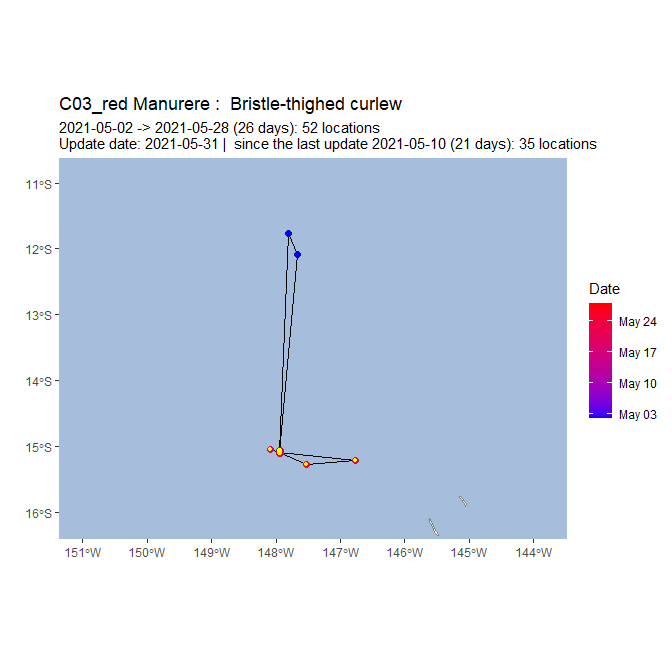 C03_red Manurere :  Bristle-thighed curlew
2021-05-02 -> 2021-05-28 (26 days): 52 locations
Update date: 2021-05-31 |  since the last update 2021-05-10 (21 days): 35 locations
11°S
12°S
13°S
14°S
15°S
16°S
151°W 150°W 149°W 148°W 147°W 146°W 145°W 144°W
Date
May 24
May 17
May 10
May 03